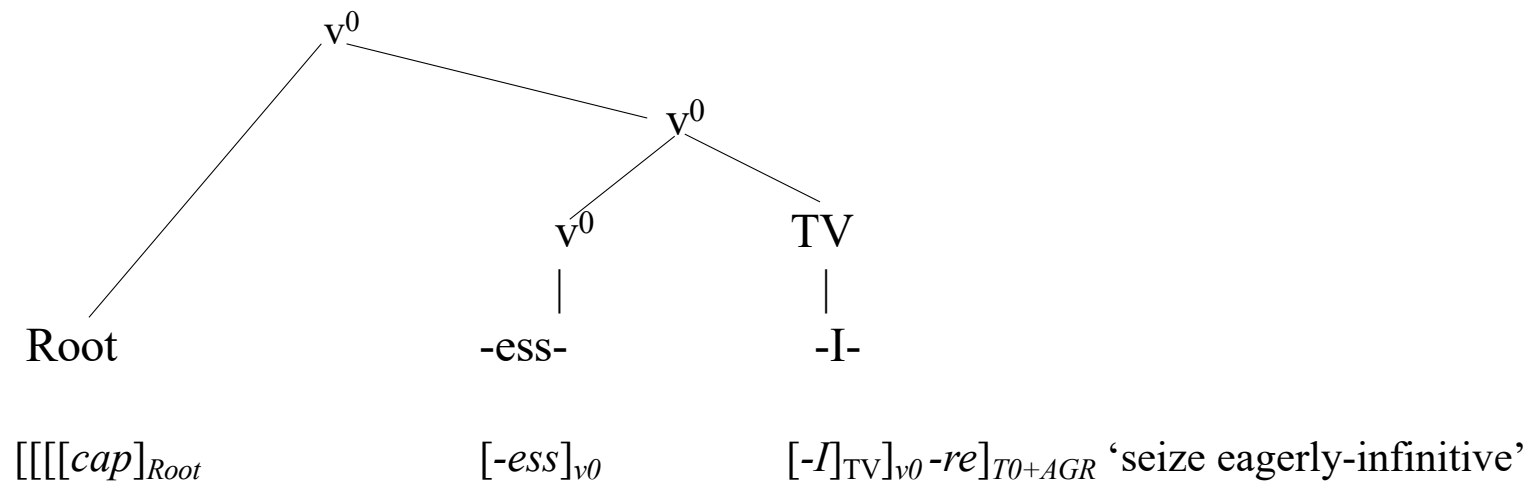 v⁰
v⁰
v⁰ TV
Root -ess- -I-
[[[[cap]Root [-ess]v0 [-I]TV]v0 -re]T0+AGR ‘seize eagerly-infinitive’